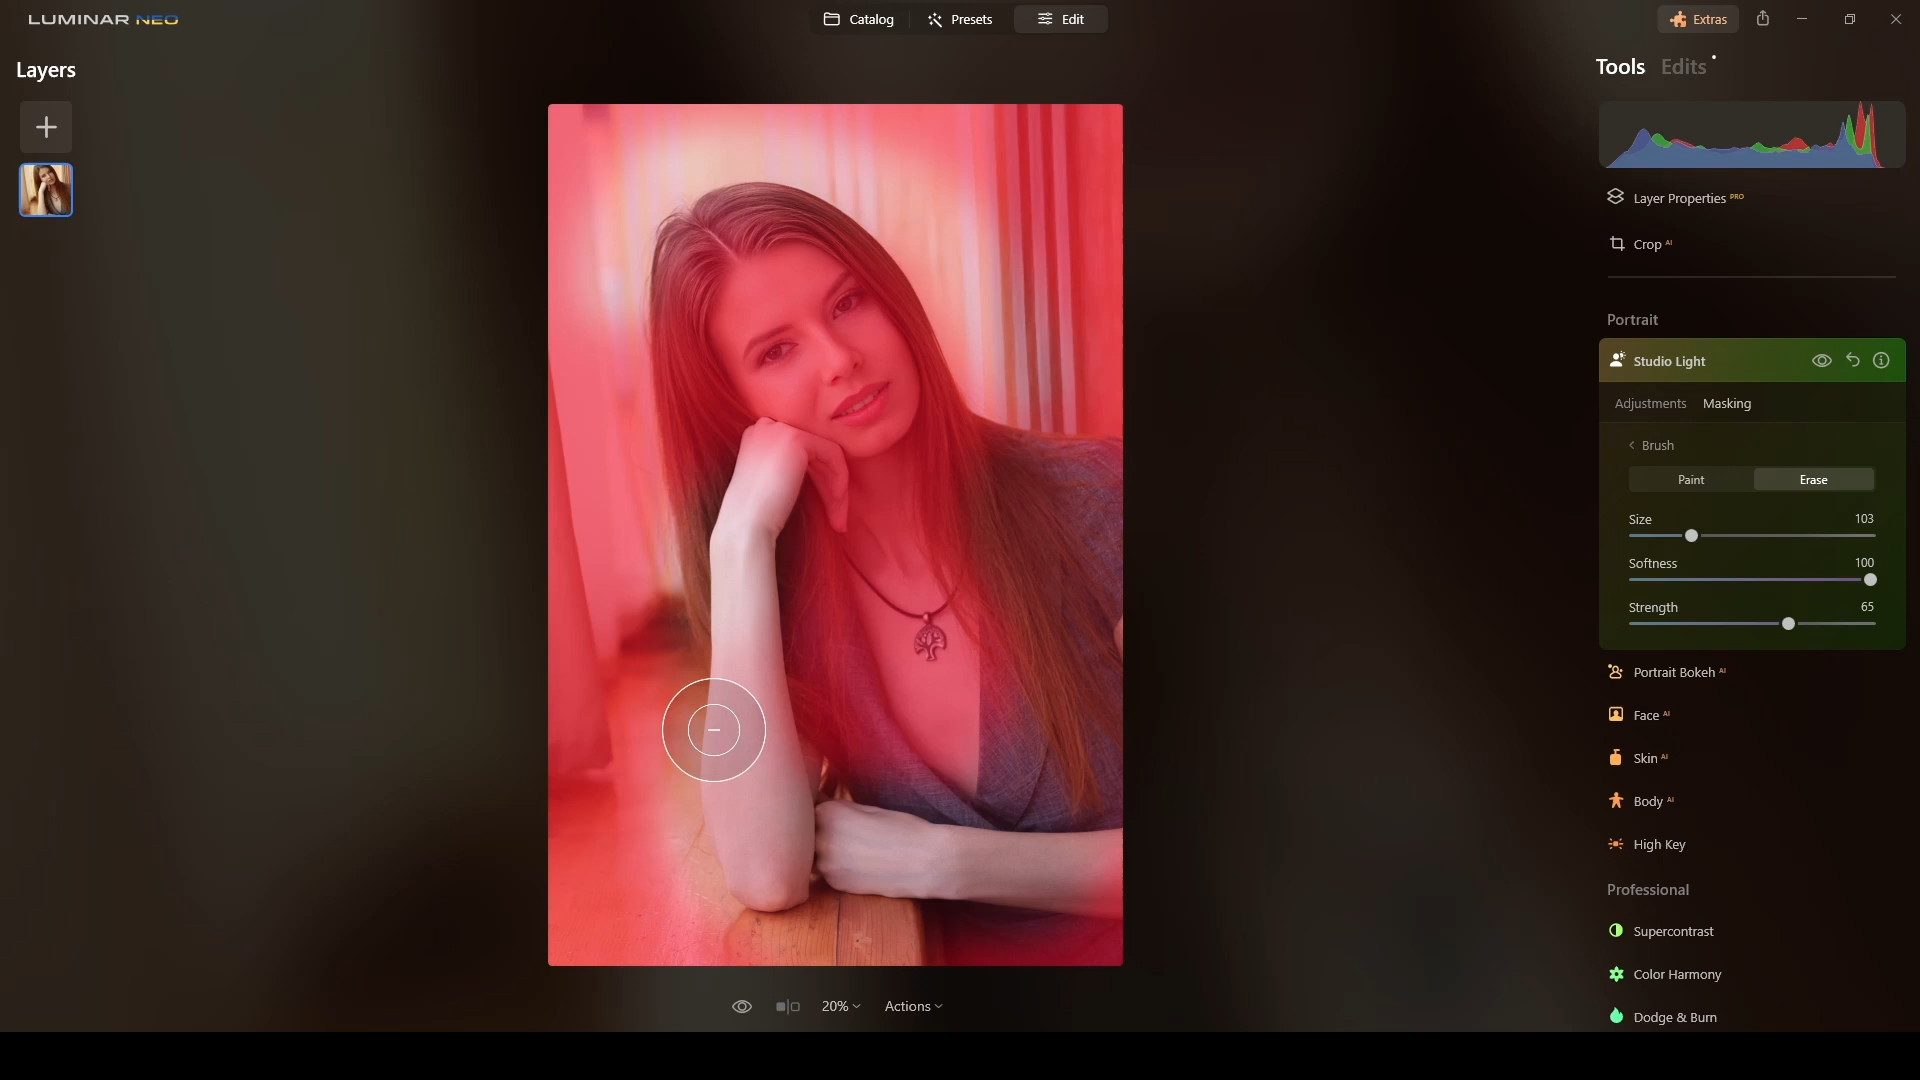 LUMINAR NEO
Catalog
Presets
Edit
Extras
Layers
Tools Edits
Layer Properties PRO
Crop AI
Portrait
Studio Light
Adjustments Masking
Brush
Paint Erase
Size 103
Softness 100
Strength 65
Portrait Bokeh AI
Face AI
Skin AI
Body AI
High Key
Professional
Supercontrast
Color Harmony
Dodge & Burn
20%
Actions